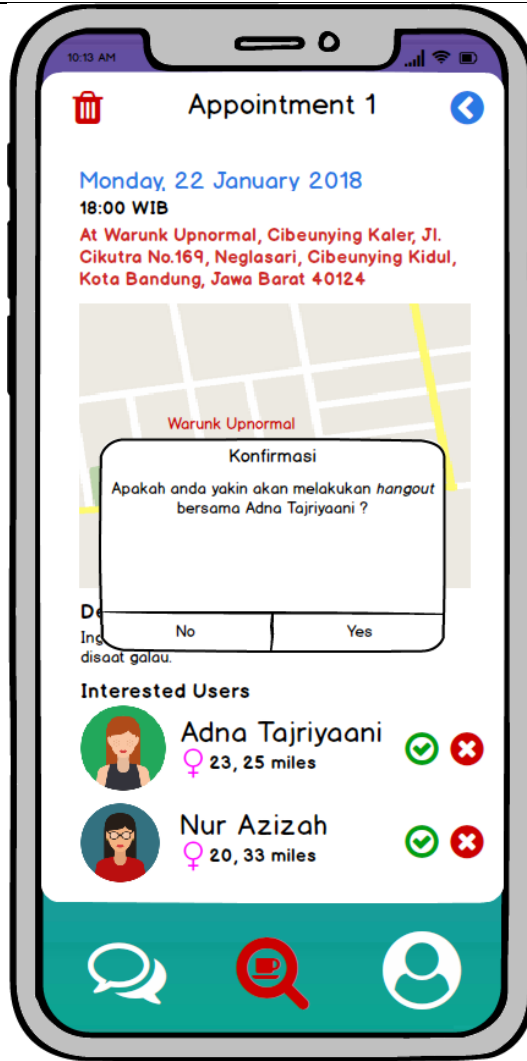 10:13 AM
Appointment 1
Monday, 22 January 2018
18:00 WIB
At Warunk Upnormal, Cibeunying Kaler, Jl.
Cikutra No.169, Neglasari, Cibeunying Kidul,
Kota Bandung, Jawa Barat 40124
Warunk Upnormal
Konfirmasi
Apakah anda yakin akan melakukan hangout
bersama Adna Tajriyaani ?
No
Yes
De
Ing
disaat galau.
Interested Users
Adna Tajriyaani
23, 25 miles
Nur Azizah
20, 33 miles